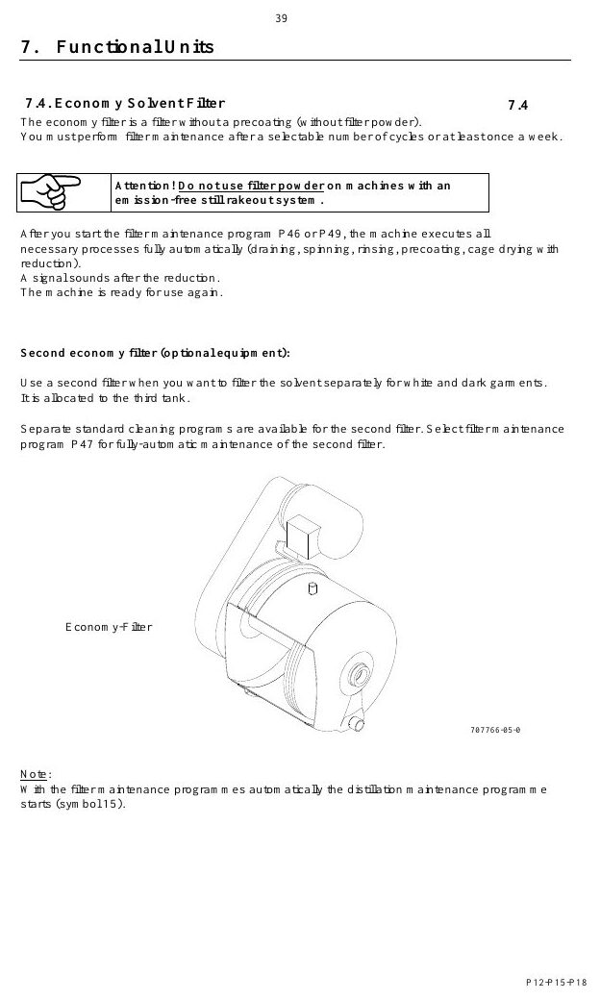 39
7. Functional Units
7.4. Economy Solvent Filter 7.4
The economy filter is a filter without a precoating (without filter powder).
You must perform filter maintenance after a selectable number of cycles or at least once a week.
Attention! Do not use filter powder on machines with an
emission-free still rakeout system.
After you start the filter maintenance program P46 or P49, the machine executes all
necessary processes fully automatically (draining, spinning, rinsing, precoating, cage drying with
reduction).
A signal sounds after the reduction.
The machine is ready for use again.
Second economy filter (optional equipment):
Use a second filter when you want to filter the solvent separately for white and dark garments.
It is allocated to the third tank.
Separate standard cleaning programs are available for the second filter. Select filter maintenance
program P47 for fully-automatic maintenance of the second filter.
Economy-Filter
707766-05-0
Note:
With the filter maintenance programmes automatically the distillation maintenance programme
starts (symbol 15).
P12-P15-P18